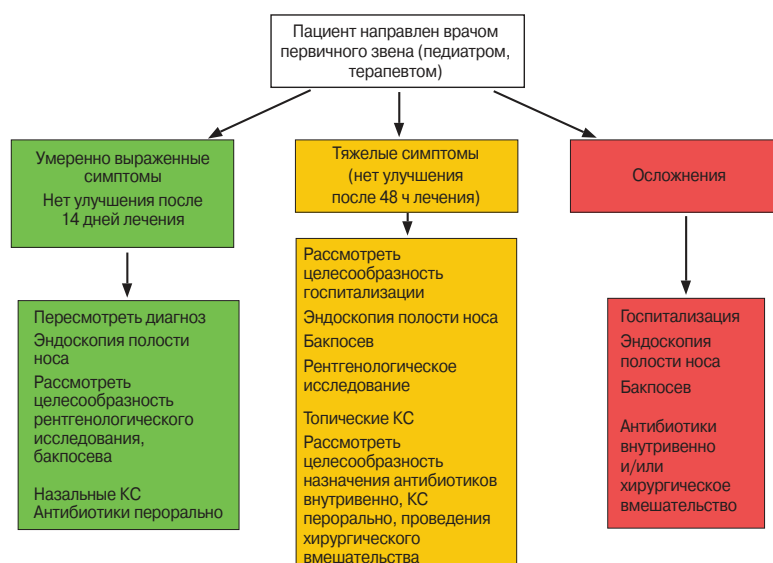 Пациент направлен врачом
первичного звена (педиатром,
терапевтом)
Умеренно выраженные
симптомы
Нет улучшения после
14 дней лечения
Тяжелые симптомы
(нет улучшения
после 48 ч лечения)
Осложнения
Пересмотреть диагноз
Эндоскопия полости
носа
Рассмотреть
целесообразность
рентгенологического
исследования,
бакпосева
Назальные КС
Антибиотики перорально
Рассмотреть
целесообразность
госпитализации
Эндоскопия полости носа
Бакпосев
Рентгенологическое
исследование
Топические КС
Рассмотреть
целесообразность
назначения антибиотиков
внутривенно, КС
перорально, проведения
хирургического
вмешательства
Госпитализация
Эндоскопия
полости носа
Бакпосев
Антибиотики
внутривенно
и/или
хирургическое
вмешательство